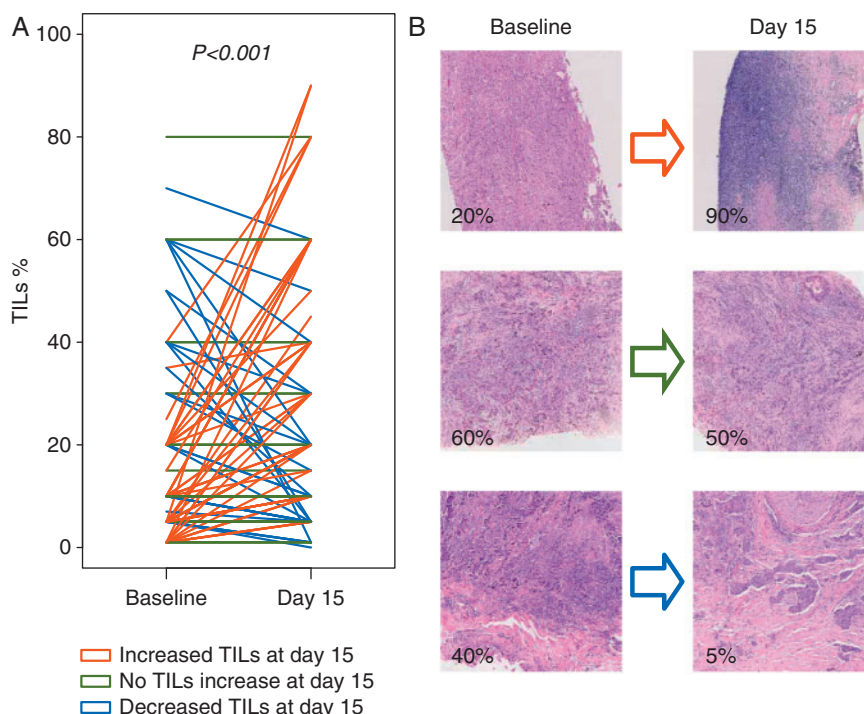 A
100
80
60
40
20
0
TILs %
P<0.001
Baseline
Day 15
Increased TILs at day 15
No TILs increase at day 15
Decreased TILs at day 15
B
Baseline
Day 15
20%
90%
60%
50%
40%
5%